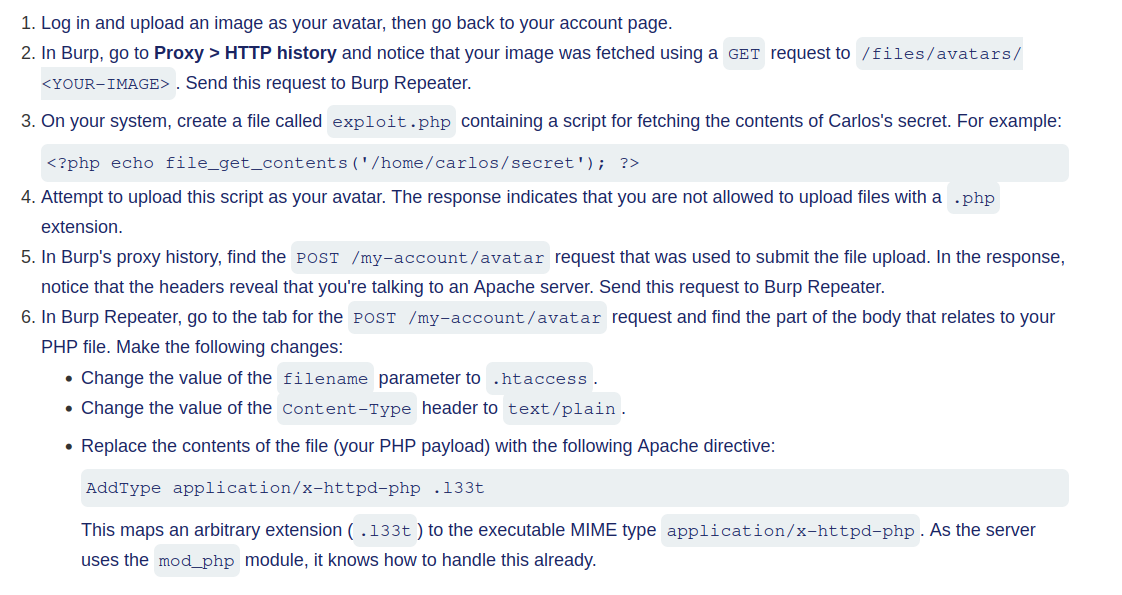 1. Log in and upload an image as your avatar, then go back to your account page.
2. In Burp, go to Proxy > HTTP history and notice that your image was fetched using a GET request to /files/avatars/
<YOUR-IMAGE> . Send this request to Burp Repeater.
3. On your system, create a file called exploit.php containing a script for fetching the contents of Carlos's secret. For example:
<?php echo file_get_contents('/home/carlos/secret'); ?>
4. Attempt to upload this script as your avatar. The response indicates that you are not allowed to upload files with a .php
extension.
5. In Burp's proxy history, find the POST /my-account/avatar request that was used to submit the file upload. In the response,
notice that the headers reveal that you're talking to an Apache server. Send this request to Burp Repeater.
6. In Burp Repeater, go to the tab for the POST /my-account/avatar request and find the part of the body that relates to your
PHP file. Make the following changes:
• Change the value of the filename parameter to .htaccess .
• Change the value of the Content-Type header to text/plain .
• Replace the contents of the file (your PHP payload) with the following Apache directive:
AddType application/x-httpd-php .l33t
This maps an arbitrary extension ( .l33t ) to the executable MIME type application/x-httpd-php . As the server
uses the mod_php module, it knows how to handle this already.